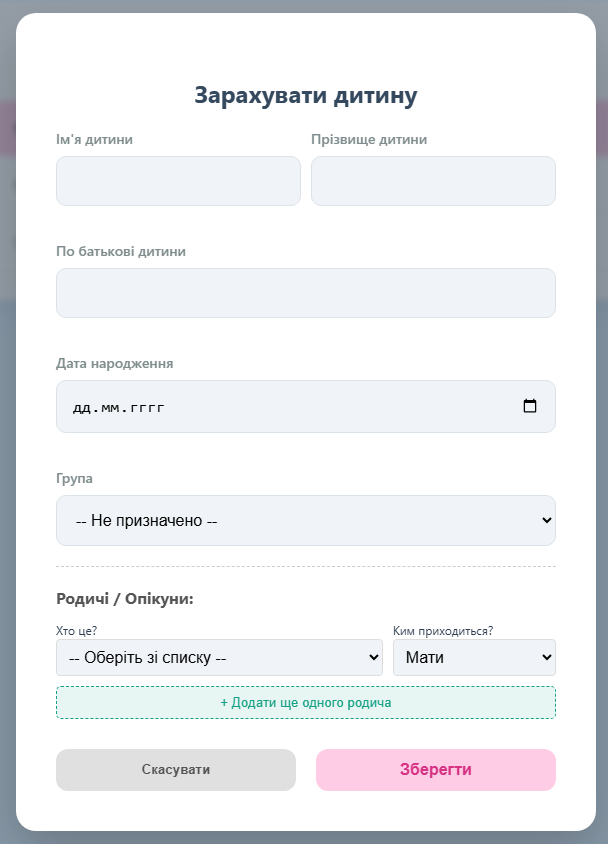 Зарахувати дитину
Ім'я дитини Прізвище дитини
По батькові дитини
Дата народження
дд.мм.гггг
Група
-- Не призначено --
Родичі / Опікуни:
Хто це? Ким приходиться?
-- Оберіть зі списку -- Мати
+ Додати ще одного родича
Скасувати Зберегти